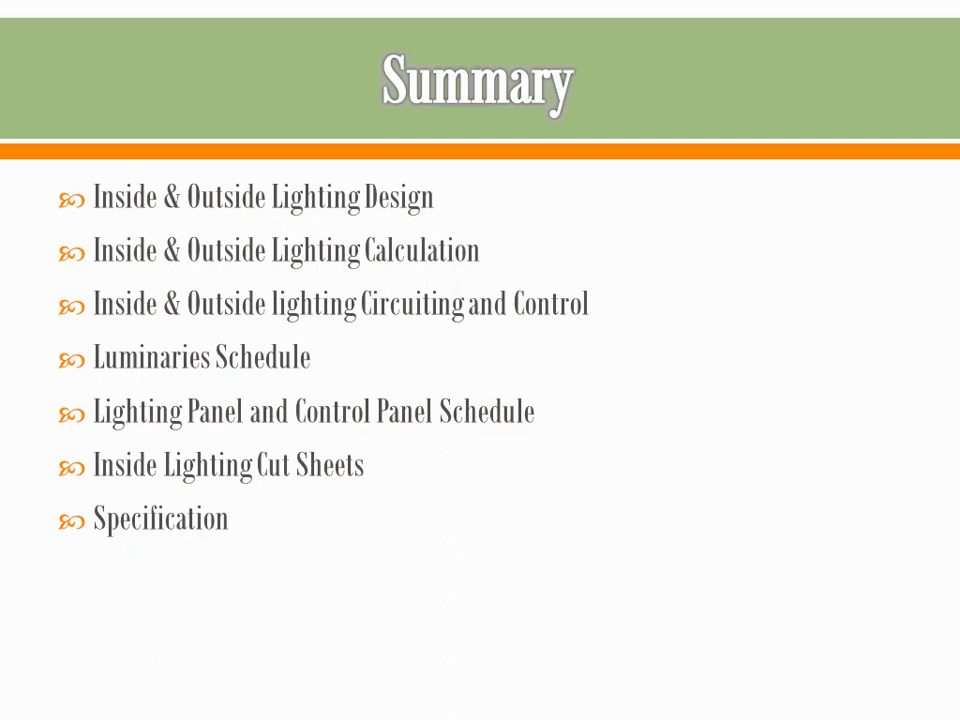 Summary
Inside & Outside Lighting Design
Inside & Outside Lighting Calculation
Inside & Outside lighting Circuiting and Control
Luminaries Schedule
Lighting Panel and Control Panel Schedule
Inside Lighting Cut Sheets
Specification